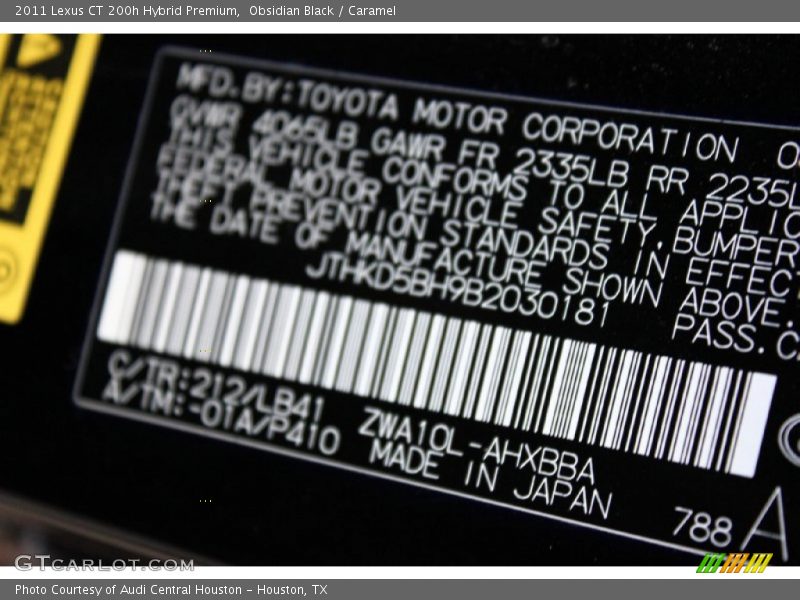 2011 Lexus CT 200h Hybrid Premium,  Obsidian Black / Caramel
MFD.BY:TOYOTA MOTOR CORPORATION
GVWR 4065LB GAWR FR 2335LB RR 2235L
THIS VEHICLE CONFORMS TO ALL APPLIC
FEDERAL MOTOR VEHICLE SAFETY,BUMPER
THEFT PREVENTION STANDARDS IN EFFECT
THE DATE OF MANUFACTURE SHOWN ABOVE.
JTHKD5BH9B2030181 PASS.C
C/TR:212/LB41 ZWA10L-AHXBBA
A/TM:-01A/P410 MADE IN JAPAN
788 A
GTCARLOT.COM
Photo Courtesy of Audi Central Houston - Houston, TX